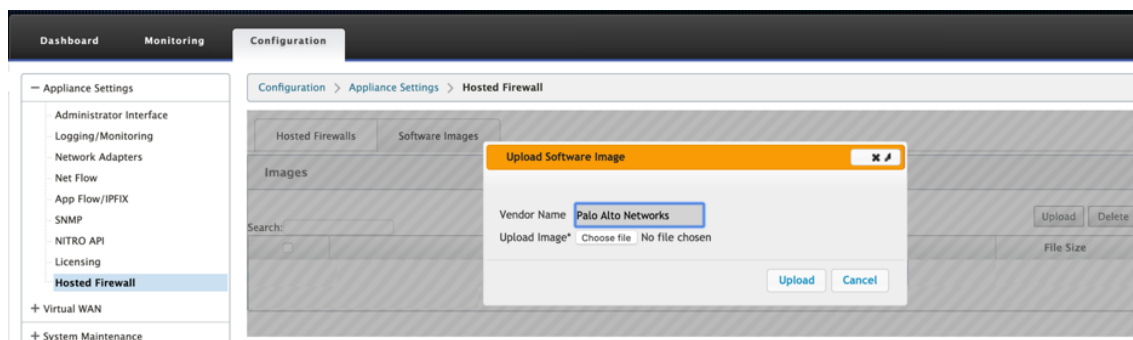 Dashboard Monitoring Configuration
− Appliance Settings
Administrator Interface
Logging/Monitoring
Network Adapters
Net Flow
App Flow/IPFIX
SNMP
NITRO API
Licensing
Hosted Firewall
+ Virtual WAN
+ System Maintenance
Configuration > Appliance Settings > Hosted Firewall
Hosted Firewalls Software Images
Images
Search:
Upload Delete
File Size
Upload Software Image
Vendor Name Palo Alto Networks
Upload Image* Choose file No file chosen
Upload Cancel